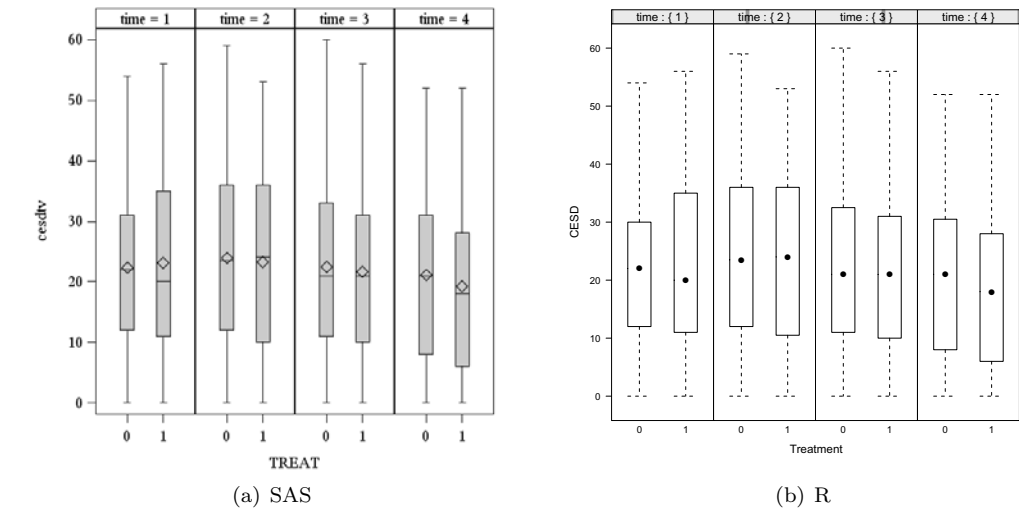 time = 1
time = 2
time = 3
time = 4
60
50
40
30
20
10
0
cesdtv
0
1
0
1
0
1
0
1
TREAT
(a) SAS
time : { 1 }
time : { 2 }
time : { 3 }
time : { 4 }
60
50
40
30
20
10
0
CESD
0
1
0
1
0
1
0
1
Treatment
(b) R